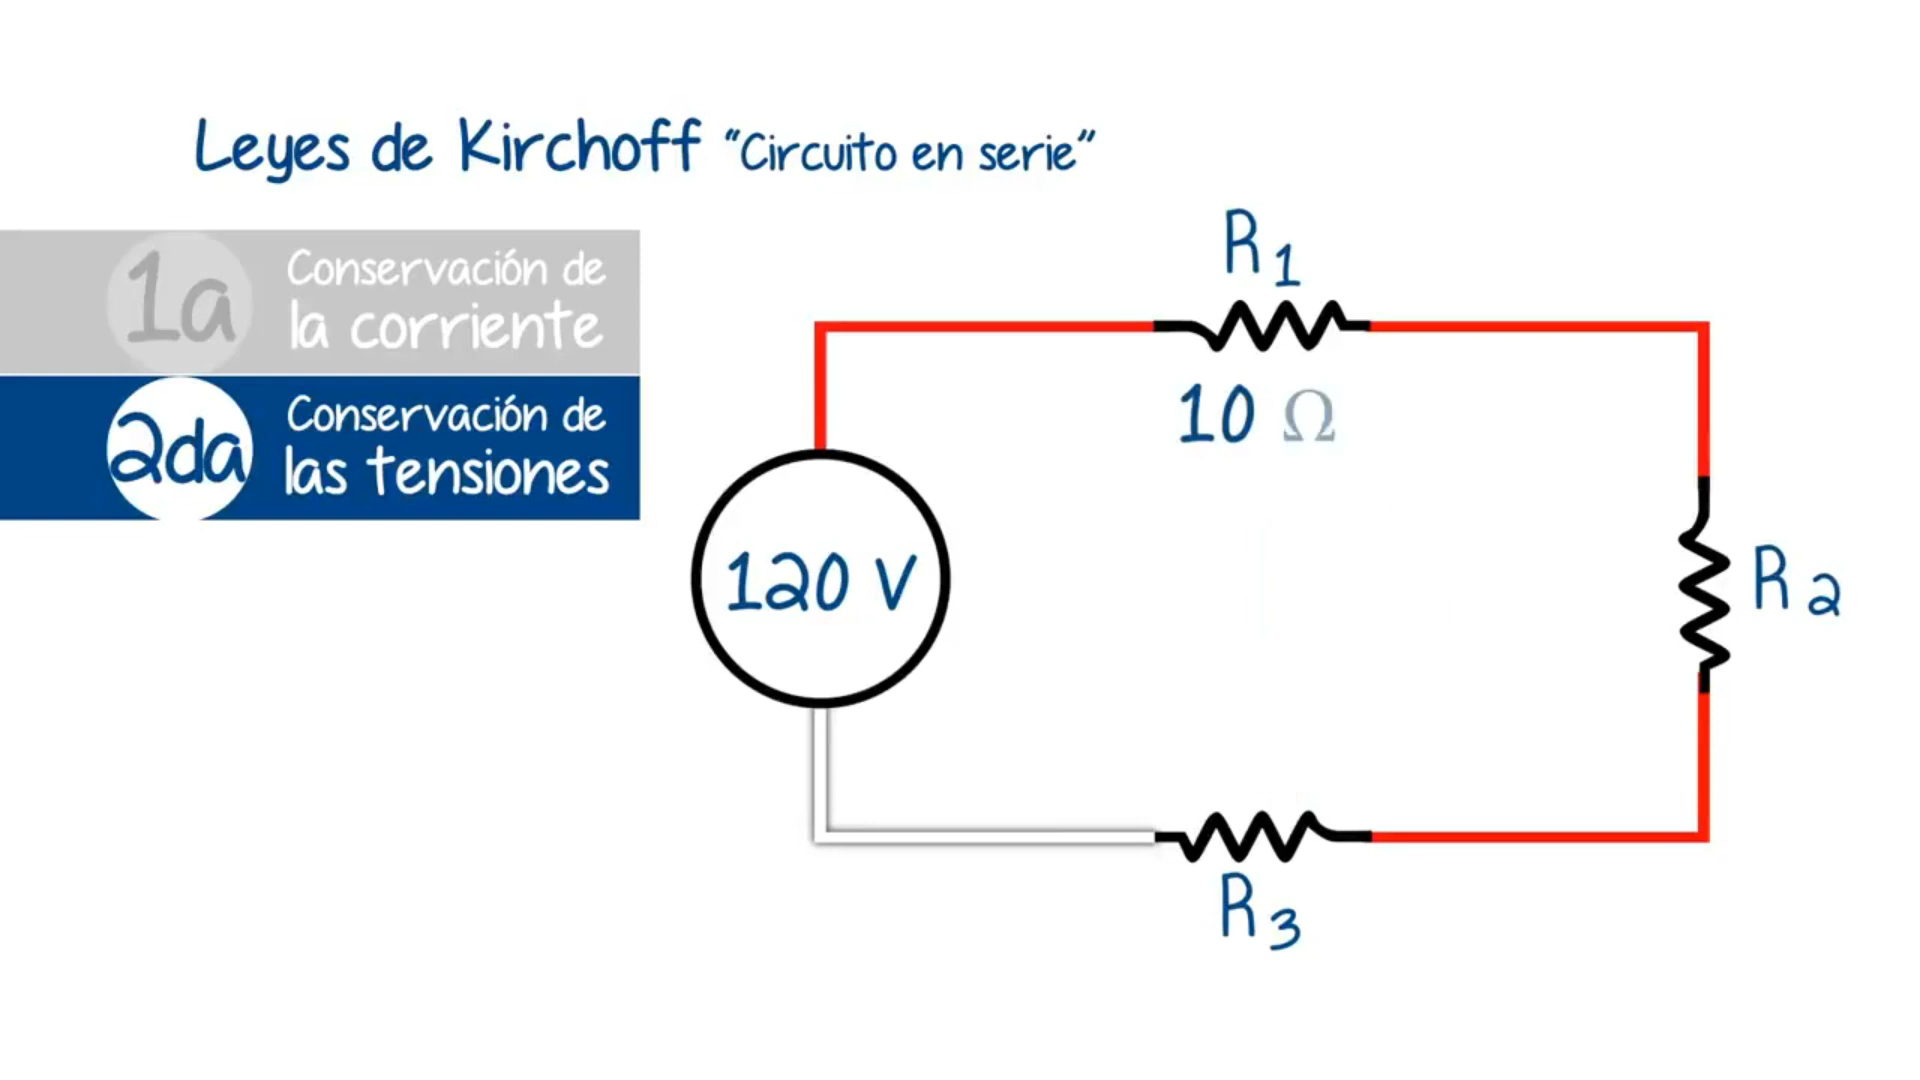 Leyes de Kirchoff “Circuito en serie”
1a
Conservación de
la corriente
2da
Conservación de
las tensiones
R1
10 Ω
120 V
R2
R3